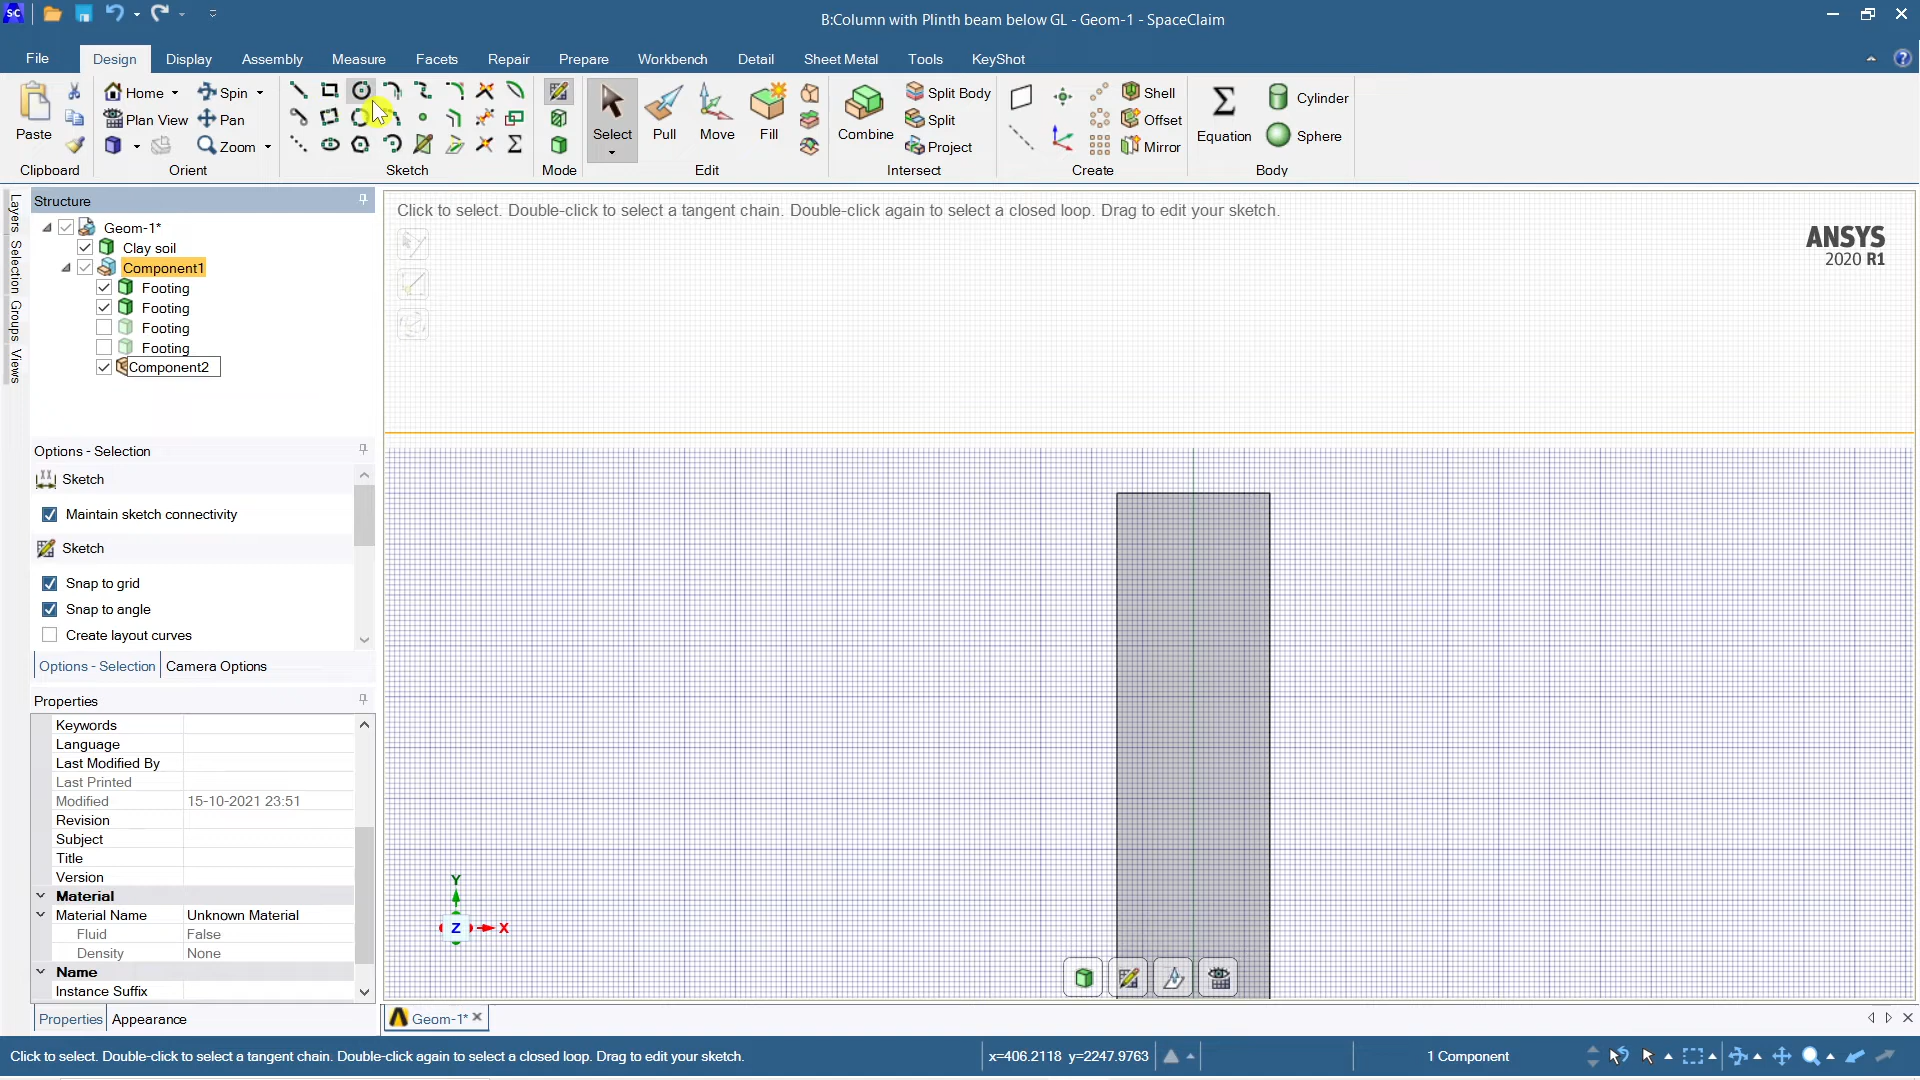 SC
B:Column with Plinth beam below GL - Geom-1 - SpaceClaim
File Design Display Assembly Measure Facets Repair Prepare Workbench Detail Sheet Metal Tools KeyShot
Paste
Clipboard
Home Spin
Plan View Pan
Zoom
Orient
Sketch
Mode
Select Pull Move Fill
Edit
Combine
Split Body
Split
Project
Intersect
Shell
Offset
Mirror
Create
Equation
Cylinder
Sphere
Body
Layers Selection Groups Views
Structure
Geom-1*
Clay soil
Component1
Footing
Footing
Footing
Footing
Component2
Options - Selection
Sketch
Maintain sketch connectivity
Sketch
Snap to grid
Snap to angle
Create layout curves
Options - Selection Camera Options
Properties
Keywords
Language
Last Modified By
Last Printed
Modified 15-10-2021 23:51
Revision
Subject
Title
Version
Material
Material Name Unknown Material
Fluid False
Density None
Name
Instance Suffix
Properties Appearance
Click to select. Double-click to select a tangent chain. Double-click again to select a closed loop. Drag to edit your sketch.
ANSYS
2020 R1
Y
Z X
Geom-1*
Click to select. Double-click to select a tangent chain. Double-click again to select a closed loop. Drag to edit your sketch.
x=406.2118 y=2247.9763
1 Component